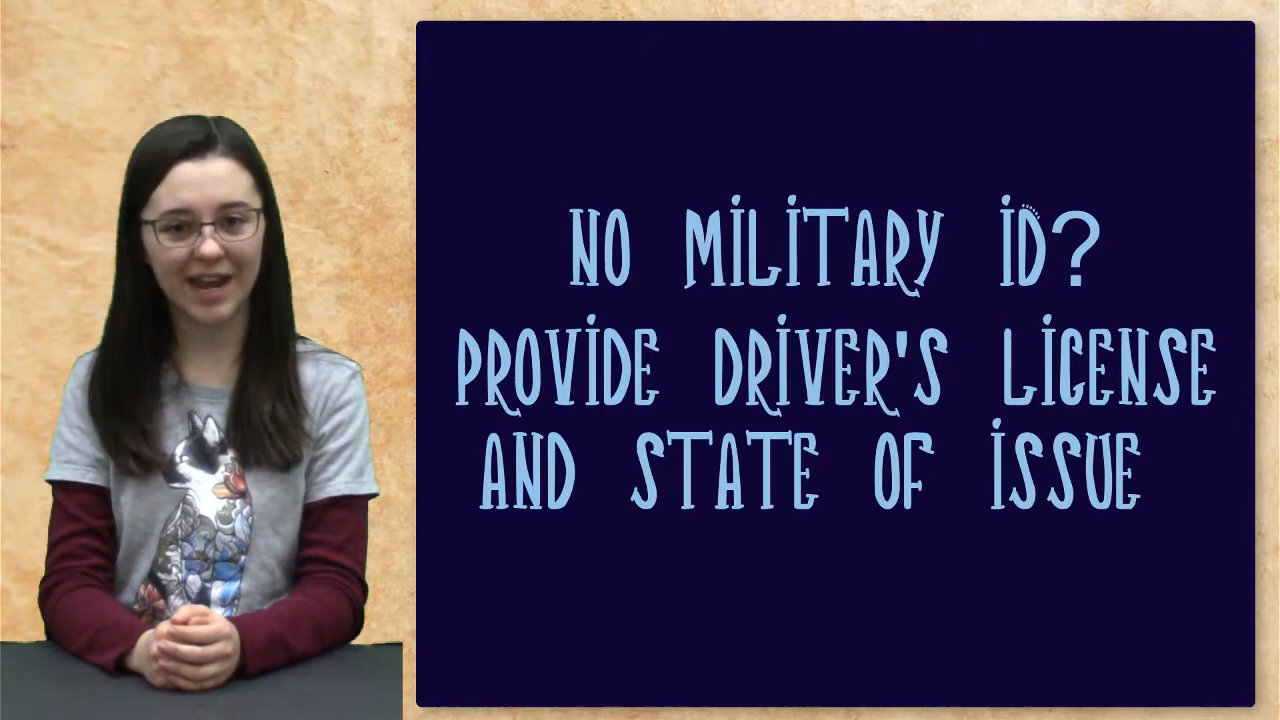 NO MILITARY ID?
PROVIDE DRIVER'S LICENSE
AND STATE OF ISSUE